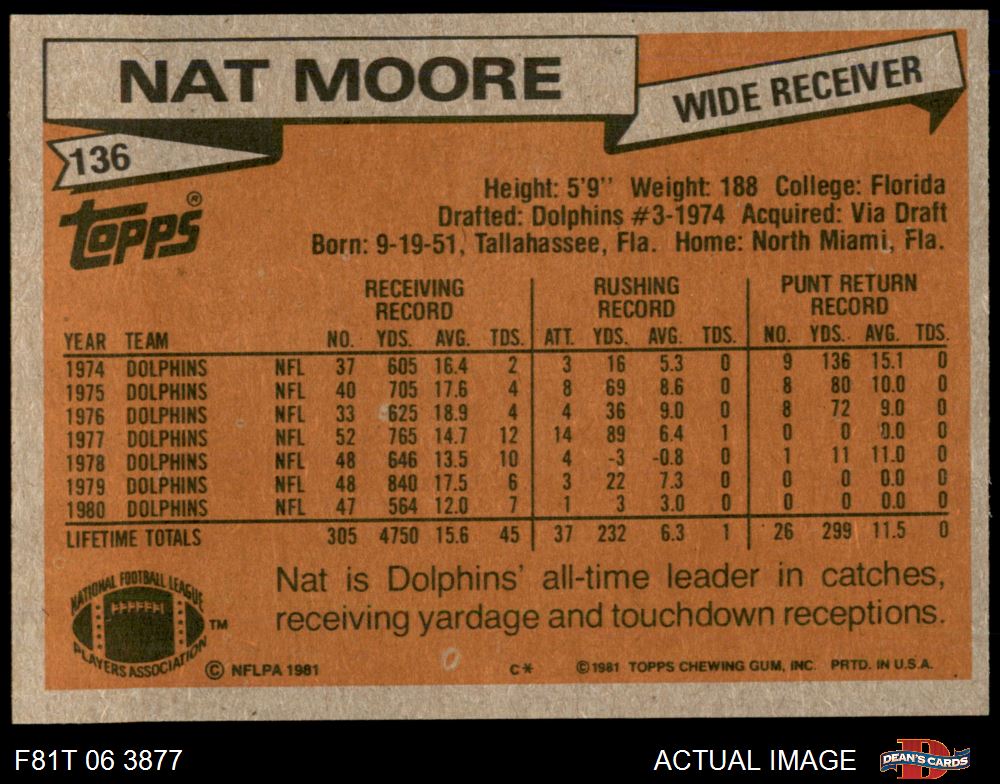 NAT MOORE
WIDE RECEIVER
136
Topps®
Height: 5'9'' Weight: 188 College: Florida
Drafted: Dolphins #3-1974 Acquired: Via Draft
Born: 9-19-51, Tallahassee, Fla. Home: North Miami, Fla.
RECEIVING RECORD RUSHING RECORD PUNT RETURN RECORD
YEAR TEAM NO. YDS. AVG. TDS. ATT. YDS. AVG. TDS. NO. YDS. AVG. TDS.
1974 DOLPHINS NFL 37 605 16.4 2 3 16 5.3 0 9 136 15.1 0
1975 DOLPHINS NFL 40 705 17.6 4 8 69 8.6 0 8 80 10.0 0
1976 DOLPHINS NFL 33 625 18.9 4 4 36 9.0 0 8 72 9.0 0
1977 DOLPHINS NFL 52 765 14.7 12 14 89 6.4 1 0 0 0.0 0
1978 DOLPHINS NFL 48 646 13.5 10 4 -3 -0.8 0 1 11 11.0 0
1979 DOLPHINS NFL 48 840 17.5 6 3 22 7.3 0 0 0 0.0 0
1980 DOLPHINS NFL 47 564 12.0 7 1 3 3.0 0 0 0 0.0 0
LIFETIME TOTALS 305 4750 15.6 45 37 232 6.3 1 26 299 11.5 0
Nat is Dolphins' all-time leader in catches,
receiving yardage and touchdown receptions.
NATIONAL FOOTBALL LEAGUE
PLAYERS ASSOCIATION
TM
© NFLPA 1981 C* ©1981 TOPPS CHEWING GUM, INC. PRTD. IN U.S.A.
F81T 06 3877 ACTUAL IMAGE D DEAN'S CARDS